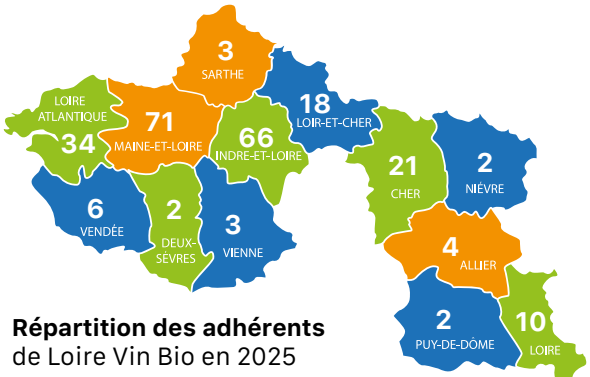 3
SARTHE
LOIRE
ATLANTIQUE
34
71
MAINE-ET-LOIRE
66
INDRE-ET-LOIRE
18
LOIR-ET-CHER
21
CHER
2
NIÈVRE
6
VENDÉE
2
DEUX-
SÈVRES
3
VIENNE
4
ALLIER
2
PUY-DE-DÔME
10
LOIRE
Répartition des adhérents
de Loire Vin Bio en 2025